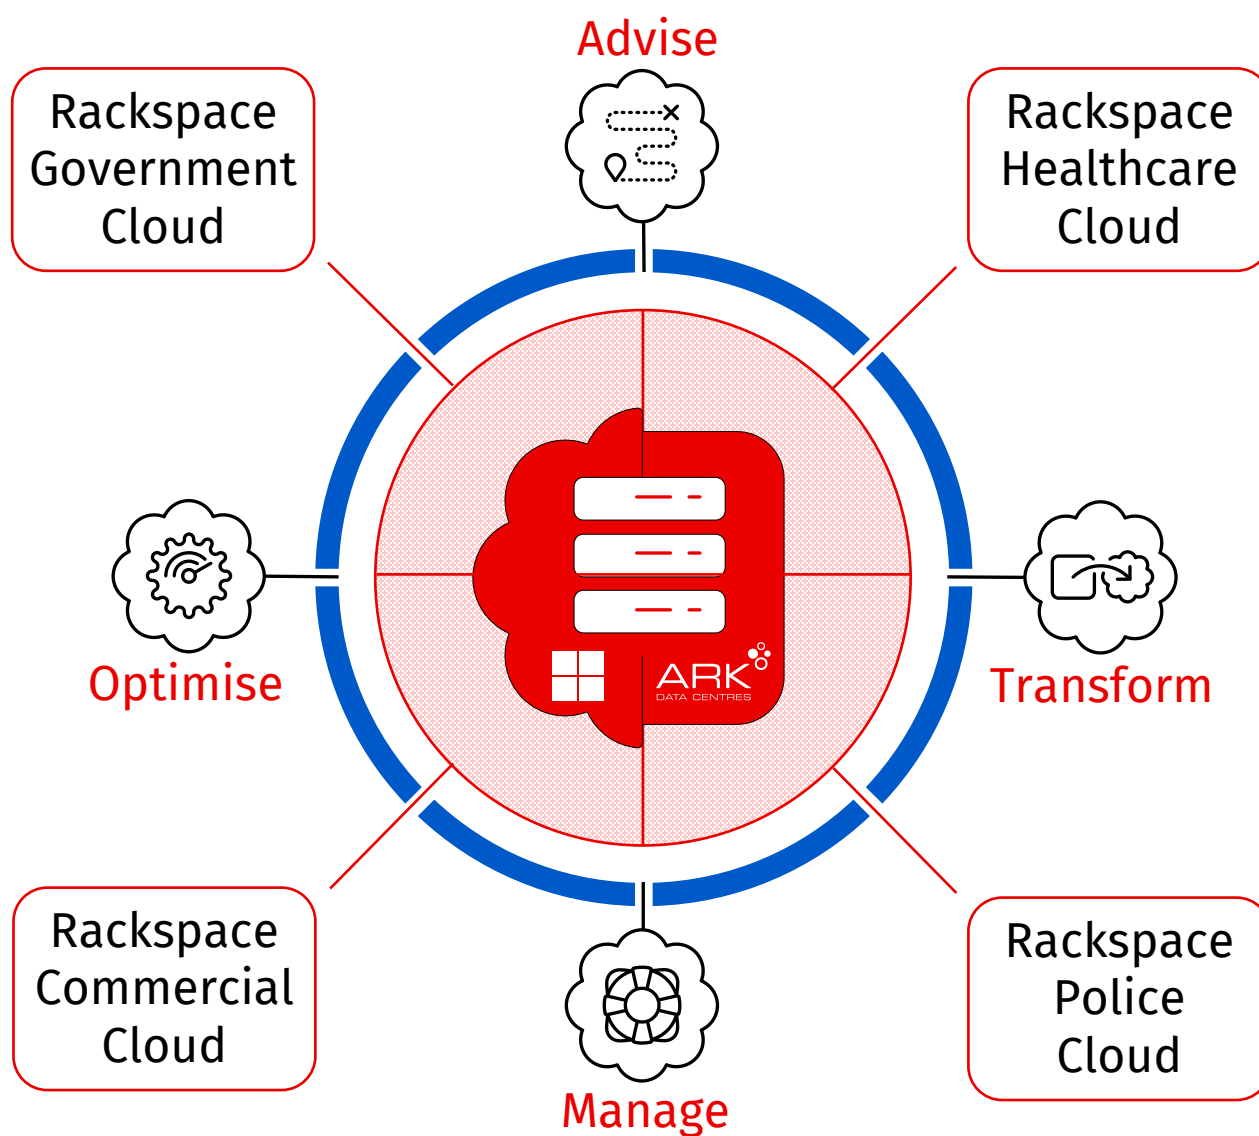 Advise
Rackspace
Government
Cloud
Rackspace
Healthcare
Cloud
Optimise
ARK
DATA CENTRES
Transform
Rackspace
Commercial
Cloud
Rackspace
Police
Cloud
Manage